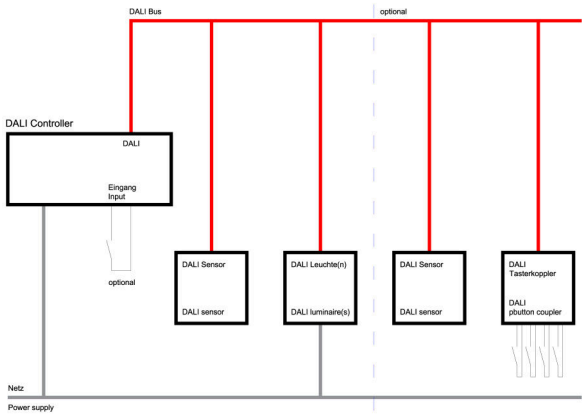 DALI Bus
optional
DALI Controller
DALI
Eingang
Input
optional
DALI Sensor
DALI sensor
DALI Leuchte(n)
DALI luminaire(s)
DALI Sensor
DALI sensor
DALI
Tasterkoppler
DALI
pbutton coupler
Netz
Power supply